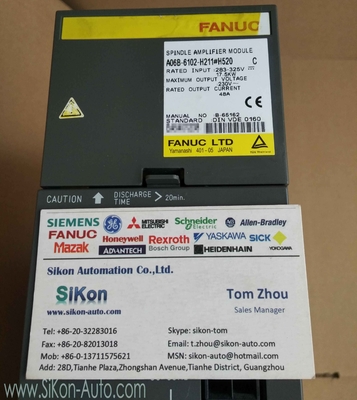 FANUC
SPINDLE AMPLIFIER MODULE
A06B-6102-H211#H520 C
RATED INPUT : 283-325V
17.5KW
MAXIMUM OUTPUT VOLTAGE
230V
RATED OUTPUT CURRENT
48A
MANUAL NO B-65162
STANDARD DIN VDE 0160
FANUC LTD
Yamanashi 401-05 JAPAN
CAUTION DISCHARGE TIME 20min.
SIEMENS GE MITSUBISHI ELECTRIC Schneider Electric Allen-Bradley
FANUC Honeywell Rexroth Bosch Group YASKAWA SICK
Mazak ADVANTECH HEIDENHAIN YOKOGAWA
Sikon Automation Co.,Ltd.
SiKon
www.sikon-auto.com
Tom Zhou
Sales Manager
Tel: +86-20-32283016 Skype: sikon-tom
Fax: +86-20-82013018 Email: t.zhou@sikon-auto.com
Mob: +86-0-13711575621 MSN: sikon-auto@hotmail.com
Add: 28D,Tianhe Plaza,Zhongshan Avenue,Tianhe District, Guangzhou
www.SiKon-Auto.com